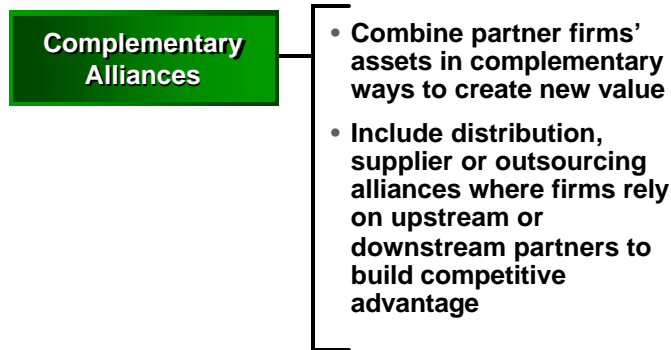 Complementary
Alliances
• Combine partner firms’
assets in complementary
ways to create new value
• Include distribution,
supplier or outsourcing
alliances where firms rely
on upstream or
downstream partners to
build competitive
advantage